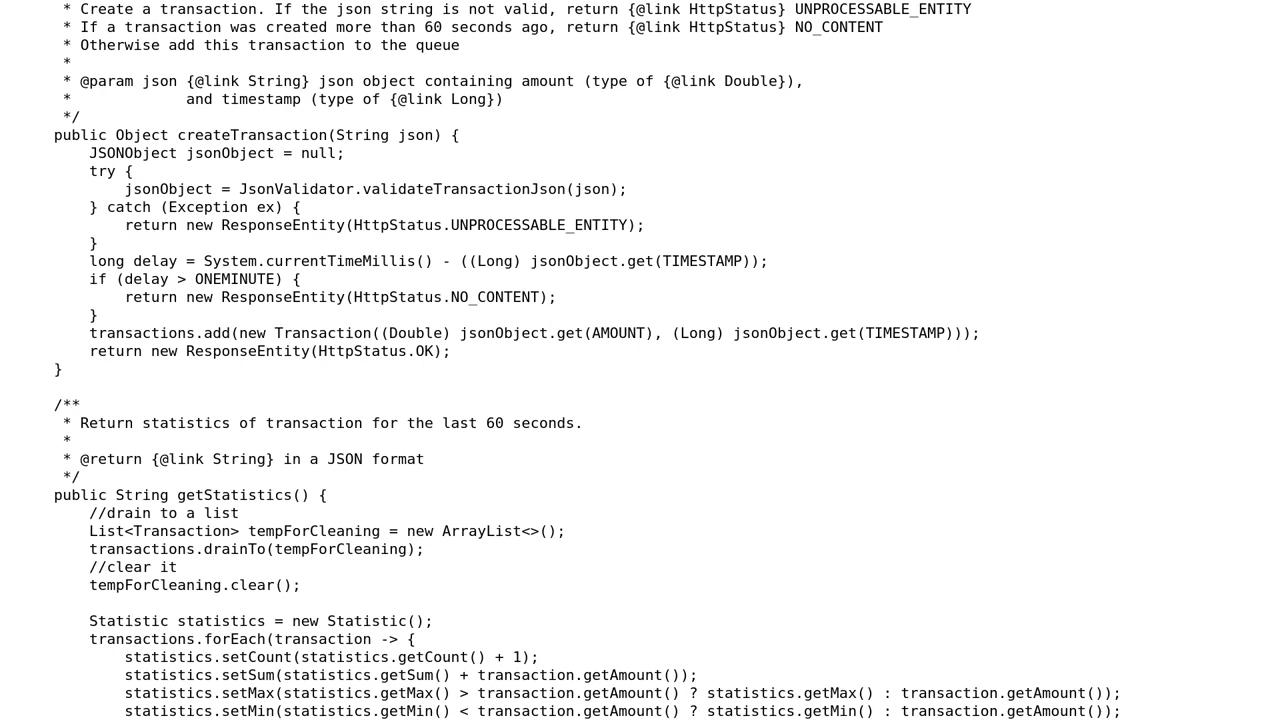 * Create a transaction. If the json string is not valid, return {@link HttpStatus} UNPROCESSABLE_ENTITY
     * If a transaction was created more than 60 seconds ago, return {@link HttpStatus} NO_CONTENT
     * Otherwise add this transaction to the queue
     *
     * @param json {@link String} json object containing amount (type of {@link Double}),
     *             and timestamp (type of {@link Long})
     */
    public Object createTransaction(String json) {
        JSONObject jsonObject = null;
        try {
            jsonObject = JsonValidator.validateTransactionJson(json);
        } catch (Exception ex) {
            return new ResponseEntity(HttpStatus.UNPROCESSABLE_ENTITY);
        }
        long delay = System.currentTimeMillis() - ((Long) jsonObject.get(TIMESTAMP));
        if (delay > ONEMINUTE) {
            return new ResponseEntity(HttpStatus.NO_CONTENT);
        }
        transactions.add(new Transaction((Double) jsonObject.get(AMOUNT), (Long) jsonObject.get(TIMESTAMP)));
        return new ResponseEntity(HttpStatus.OK);
    }

    /**
     * Return statistics of transaction for the last 60 seconds.
     *
     * @return {@link String} in a JSON format
     */
    public String getStatistics() {
        //drain to a list
        List<Transaction> tempForCleaning = new ArrayList<>();
        transactions.drainTo(tempForCleaning);
        //clear it
        tempForCleaning.clear();

        Statistic statistics = new Statistic();
        transactions.forEach(transaction -> {
            statistics.setCount(statistics.getCount() + 1);
            statistics.setSum(statistics.getSum() + transaction.getAmount());
            statistics.setMax(statistics.getMax() > transaction.getAmount() ? statistics.getMax() : transaction.getAmount());
            statistics.setMin(statistics.getMin() < transaction.getAmount() ? statistics.getMin() : transaction.getAmount());